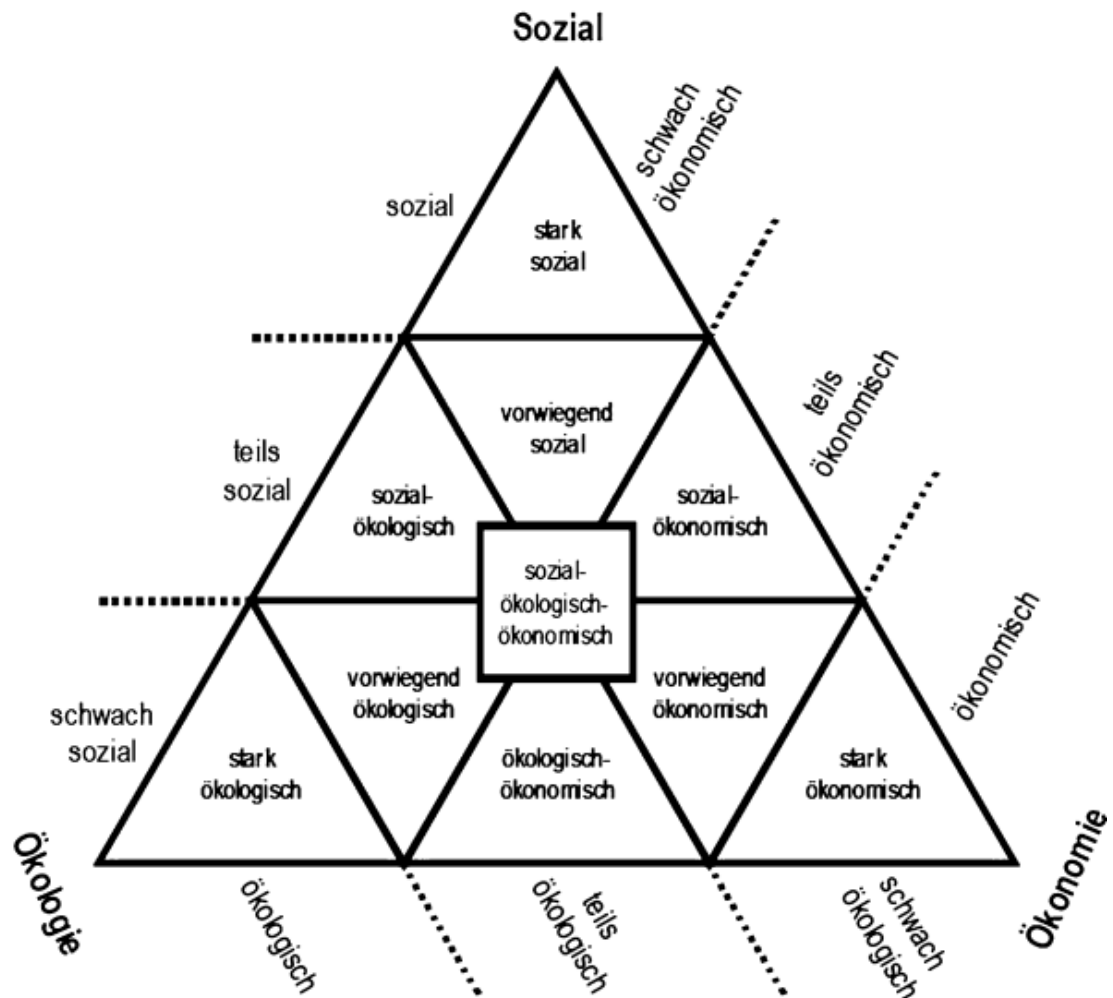 Sozial
schwach
ökonomisch
sozial
stark
sozial
teils
ökonomisch
vorwiegend
sozial
teils
sozial
sozial-
ökologisch
sozial-
ökonomisch
sozial-
ökologisch-
ökonomisch
ökonomisch
schwach
sozial
vorwiegend
ökologisch
vorwiegend
ökonomisch
stark
ökologisch
ökologisch-
ökonomisch
stark
ökonomisch
Ökologie
ökologisch
teils
ökologisch
schwach
ökologisch
Ökonomie